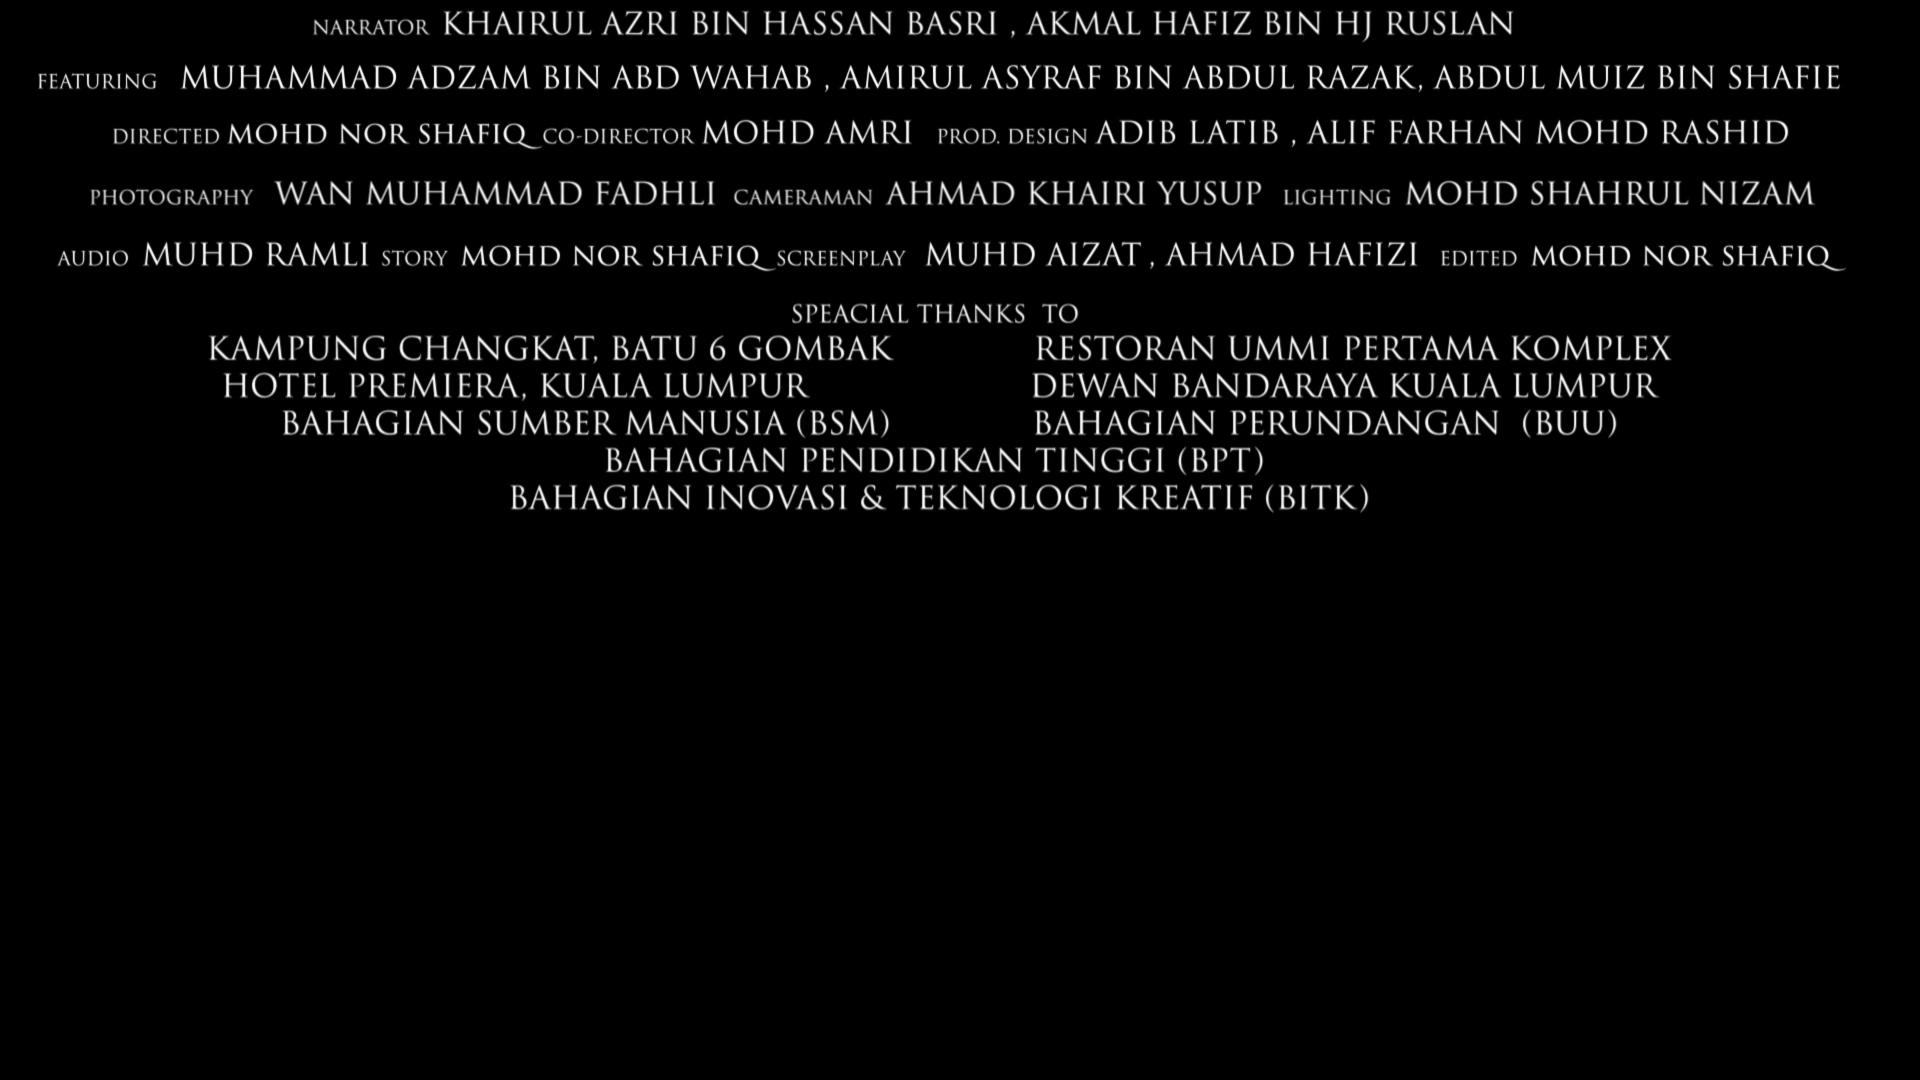 NARRATOR KHAIRUL AZRI BIN HASSAN BASRI , AKMAL HAFIZ BIN HJ RUSLAN
FEATURING MUHAMMAD ADZAM BIN ABD WAHAB , AMIRUL ASYRAF BIN ABDUL RAZAK, ABDUL MUIZ BIN SHAFIE
DIRECTED MOHD NOR SHAFIQ CO-DIRECTOR MOHD AMRI PROD. DESIGN ADIB LATIB , ALIF FARHAN MOHD RASHID
PHOTOGRAPHY WAN MUHAMMAD FADHLI CAMERAMAN AHMAD KHAIRI YUSUP LIGHTING MOHD SHAHRUL NIZAM
AUDIO MUHD RAMLI STORY MOHD NOR SHAFIQ SCREENPLAY MUHD AIZAT , AHMAD HAFIZI EDITED MOHD NOR SHAFIQ
SPEACIAL THANKS TO
KAMPUNG CHANGKAT, BATU 6 GOMBAK RESTORAN UMMI PERTAMA KOMPLEX
HOTEL PREMIERA, KUALA LUMPUR DEWAN BANDARAYA KUALA LUMPUR
BAHAGIAN SUMBER MANUSIA (BSM) BAHAGIAN PERUNDANGAN (BUU)
BAHAGIAN PENDIDIKAN TINGGI (BPT)
BAHAGIAN INOVASI & TEKNOLOGI KREATIF (BITK)